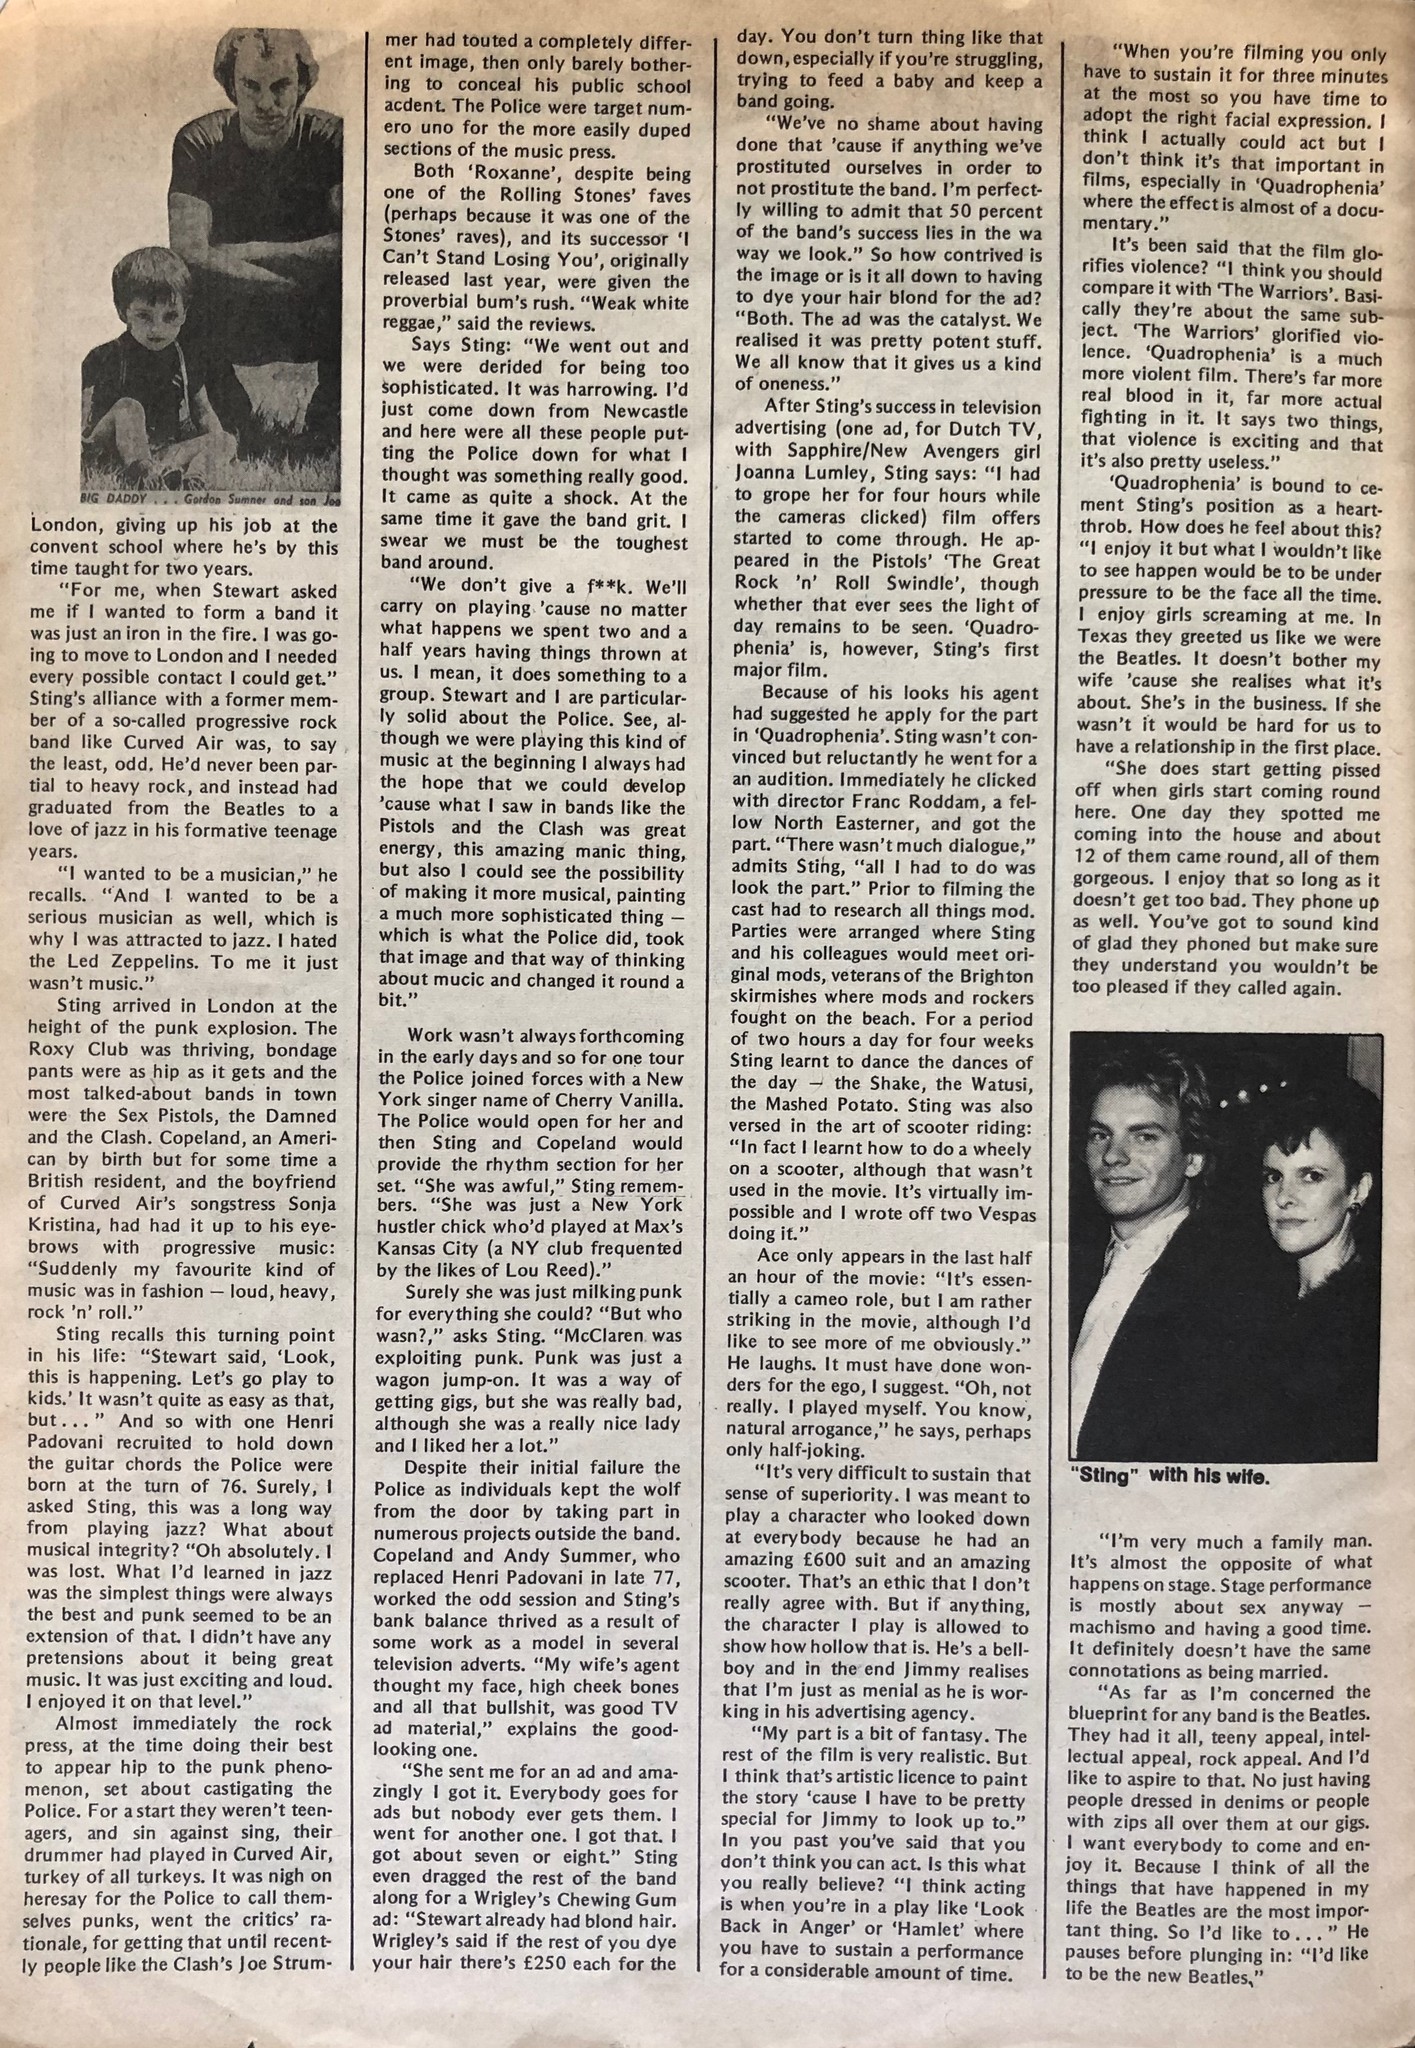 BIG DADDY . . . Gordon Sumner and son Joe
London, giving up his job at the
convent school where he's by this
time taught for two years.
"For me, when Stewart asked
me if I wanted to form a band it
was just an iron in the fire. I was go-
ing to move to London and I needed
every possible contact I could get."
Sting's alliance with a former mem-
ber of a so-called progressive rock
band like Curved Air was, to say
the least, odd. He'd never been par-
tial to heavy rock, and instead had
graduated from the Beatles to a
love of jazz in his formative teenage
years.
"I wanted to be a musician," he
recalls. "And I wanted to be a
serious musician as well, which is
why I was attracted to jazz. I hated
the Led Zeppelins. To me it just
wasn't music."
Sting arrived in London at the
height of the punk explosion. The
Roxy Club was thriving, bondage
pants were as hip as it gets and the
most talked-about bands in town
were the Sex Pistols, the Damned
and the Clash. Copeland, an Ameri-
can by birth but for some time a
British resident, and the boyfriend
of Curved Air's songstress Sonja
Kristina, had had it up to his eye-
brows with progressive music:
"Suddenly my favourite kind of
music was in fashion — loud, heavy,
rock 'n' roll."
Sting recalls this turning point
in his life: "Stewart said, 'Look,
this is happening. Let's go play to
kids.' It wasn't quite as easy as that,
but . . . " And so with one Henri
Padovani recruited to hold down
the guitar chords the Police were
born at the turn of 76. Surely, I
asked Sting, this was a long way
from playing jazz? What about
musical integrity? "Oh absolutely. I
was lost. What I'd learned in jazz
was the simplest things were always
the best and punk seemed to be an
extension of that. I didn't have any
pretensions about it being great
music. It was just exciting and loud.
I enjoyed it on that level."
Almost immediately the rock
press, at the time doing their best
to appear hip to the punk pheno-
menon, set about castigating the
Police. For a start they weren't teen-
agers, and sin against sing, their
drummer had played in Curved Air,
turkey of all turkeys. It was nigh on
heresay for the Police to call them-
selves punks, went the critics' ra-
tionale, for getting that until recent-
ly people like the Clash's Joe Strum-
mer had touted a completely differ-
ent image, then only barely bother-
ing to conceal his public school
acdent. The Police were target num-
ero uno for the more easily duped
sections of the music press.
Both 'Roxanne', despite being
one of the Rolling Stones' faves
(perhaps because it was one of the
Stones' raves), and its successor 'I
Can't Stand Losing You', originally
released last year, were given the
proverbial bum's rush. "Weak white
reggae," said the reviews.
Says Sting: "We went out and
we were derided for being too
sophisticated. It was harrowing. I'd
just come down from Newcastle
and here were all these people put-
ting the Police down for what I
thought was something really good.
It came as quite a shock. At the
same time it gave the band grit. I
swear we must be the toughest
band around.
"We don't give a f**k. We'll
carry on playing 'cause no matter
what happens we spent two and a
half years having things thrown at
us. I mean, it does something to a
group. Stewart and I are particular-
ly solid about the Police. See, al-
though we were playing this kind of
music at the beginning I always had
the hope that we could develop
'cause what I saw in bands like the
Pistols and the Clash was great
energy, this amazing manic thing,
but also I could see the possibility
of making it more musical, painting
a much more sophisticated thing —
which is what the Police did, took
that image and that way of thinking
about mucic and changed it round a
bit."
Work wasn't always forthcoming
in the early days and so for one tour
the Police joined forces with a New
York singer name of Cherry Vanilla.
The Police would open for her and
then Sting and Copeland would
provide the rhythm section for her
set. "She was awful," Sting remem-
bers. "She was just a New York
hustler chick who'd played at Max's
Kansas City (a NY club frequented
by the likes of Lou Reed)."
Surely she was just milking punk
for everything she could? "But who
wasn?," asks Sting. "McClaren was
exploiting punk. Punk was just a
wagon jump-on. It was a way of
getting gigs, but she was really bad,
although she was a really nice lady
and I liked her a lot."
Despite their initial failure the
Police as individuals kept the wolf
from the door by taking part in
numerous projects outside the band.
Copeland and Andy Summer, who
replaced Henri Padovani in late 77,
worked the odd session and Sting's
bank balance thrived as a result of
some work as a model in several
television adverts. "My wife's agent
thought my face, high cheek bones
and all that bullshit, was good TV
ad material," explains the good-
looking one.
"She sent me for an ad and ama-
zingly I got it. Everybody goes for
ads but nobody ever gets them. I
went for another one. I got that. I
got about seven or eight." Sting
even dragged the rest of the band
along for a Wrigley's Chewing Gum
ad: "Stewart already had blond hair.
Wrigley's said if the rest of you dye
your hair there's £250 each for the
day. You don't turn thing like that
down, especially if you're struggling,
trying to feed a baby and keep a
band going.
"We've no shame about having
done that 'cause if anything we've
prostituted ourselves in order to
not prostitute the band. I'm perfect-
ly willing to admit that 50 percent
of the band's success lies in the wa
way we look." So how contrived is
the image or is it all down to having
to dye your hair blond for the ad?
"Both. The ad was the catalyst. We
realised it was pretty potent stuff.
We all know that it gives us a kind
of oneness."
After Sting's success in television
advertising (one ad, for Dutch TV,
with Sapphire/New Avengers girl
Joanna Lumley, Sting says: "I had
to grope her for four hours while
the cameras clicked) film offers
started to come through. He ap-
peared in the Pistols' 'The Great
Rock 'n' Roll Swindle', though
whether that ever sees the light of
day remains to be seen. 'Quadro-
phenia' is, however, Sting's first
major film.
Because of his looks his agent
had suggested he apply for the part
in 'Quadrophenia'. Sting wasn't con-
vinced but reluctantly he went for a
an audition. Immediately he clicked
with director Franc Roddam, a fel-
low North Easterner, and got the
part. "There wasn't much dialogue,"
admits Sting, "all I had to do was
look the part." Prior to filming the
cast had to research all things mod.
Parties were arranged where Sting
and his colleagues would meet ori-
ginal mods, veterans of the Brighton
skirmishes where mods and rockers
fought on the beach. For a period
of two hours a day for four weeks
Sting learnt to dance the dances of
the day — the Shake, the Watusi,
the Mashed Potato. Sting was also
versed in the art of scooter riding:
"In fact I learnt how to do a wheely
on a scooter, although that wasn't
used in the movie. It's virtually im-
possible and I wrote off two Vespas
doing it."
Ace only appears in the last half
an hour of the movie: "It's essen-
tially a cameo role, but I am rather
striking in the movie, although I'd
like to see more of me obviously."
He laughs. It must have done won-
ders for the ego, I suggest. "Oh, not
really. I played myself. You know,
natural arrogance," he says, perhaps
only half-joking.
"It's very difficult to sustain that
sense of superiority. I was meant to
play a character who looked down
at everybody because he had an
amazing £600 suit and an amazing
scooter. That's an ethic that I don't
really agree with. But if anything,
the character I play is allowed to
show how hollow that is. He's a bell-
boy and in the end Jimmy realises
that I'm just as menial as he is wor-
king in his advertising agency.
"My part is a bit of fantasy. The
rest of the film is very realistic. But
I think that's artistic licence to paint
the story 'cause I have to be pretty
special for Jimmy to look up to."
In you past you've said that you
don't think you can act. Is this what
you really believe? "I think acting
is when you're in a play like 'Look
Back in Anger' or 'Hamlet' where
you have to sustain a performance
for a considerable amount of time.
"When you're filming you only
have to sustain it for three minutes
at the most so you have time to
adopt the right facial expression. I
think I actually could act but I
don't think it's that important in
films, especially in 'Quadrophenia'
where the effect is almost of a docu-
mentary."
It's been said that the film glo-
rifies violence? "I think you should
compare it with 'The Warriors'. Basi-
cally they're about the same sub-
ject. 'The Warriors' glorified vio-
lence. 'Quadrophenia' is a much
more violent film. There's far more
real blood in it, far more actual
fighting in it. It says two things,
that violence is exciting and that
it's also pretty useless."
'Quadrophenia' is bound to ce-
ment Sting's position as a heart-
throb. How does he feel about this?
"I enjoy it but what I wouldn't like
to see happen would be to be under
pressure to be the face all the time.
I enjoy girls screaming at me. In
Texas they greeted us like we were
the Beatles. It doesn't bother my
wife 'cause she realises what it's
about. She's in the business. If she
wasn't it would be hard for us to
have a relationship in the first place.
"She does start getting pissed
off when girls start coming round
here. One day they spotted me
coming into the house and about
12 of them came round, all of them
gorgeous. I enjoy that so long as it
doesn't get too bad. They phone up
as well. You've got to sound kind
of glad they phoned but make sure
they understand you wouldn't be
too pleased if they called again.
"Sting" with his wife.
"I'm very much a family man.
It's almost the opposite of what
happens on stage. Stage performance
is mostly about sex anyway —
machismo and having a good time.
It definitely doesn't have the same
connotations as being married.
"As far as I'm concerned the
blueprint for any band is the Beatles.
They had it all, teeny appeal, intel-
lectual appeal, rock appeal. And I'd
like to aspire to that. No just having
people dressed in denims or people
with zips all over them at our gigs.
I want everybody to come and en-
joy it. Because I think of all the
things that have happened in my
life the Beatles are the most impor-
tant thing. So I'd like to . . . " He
pauses before plunging in: "I'd like
to be the new Beatles,"